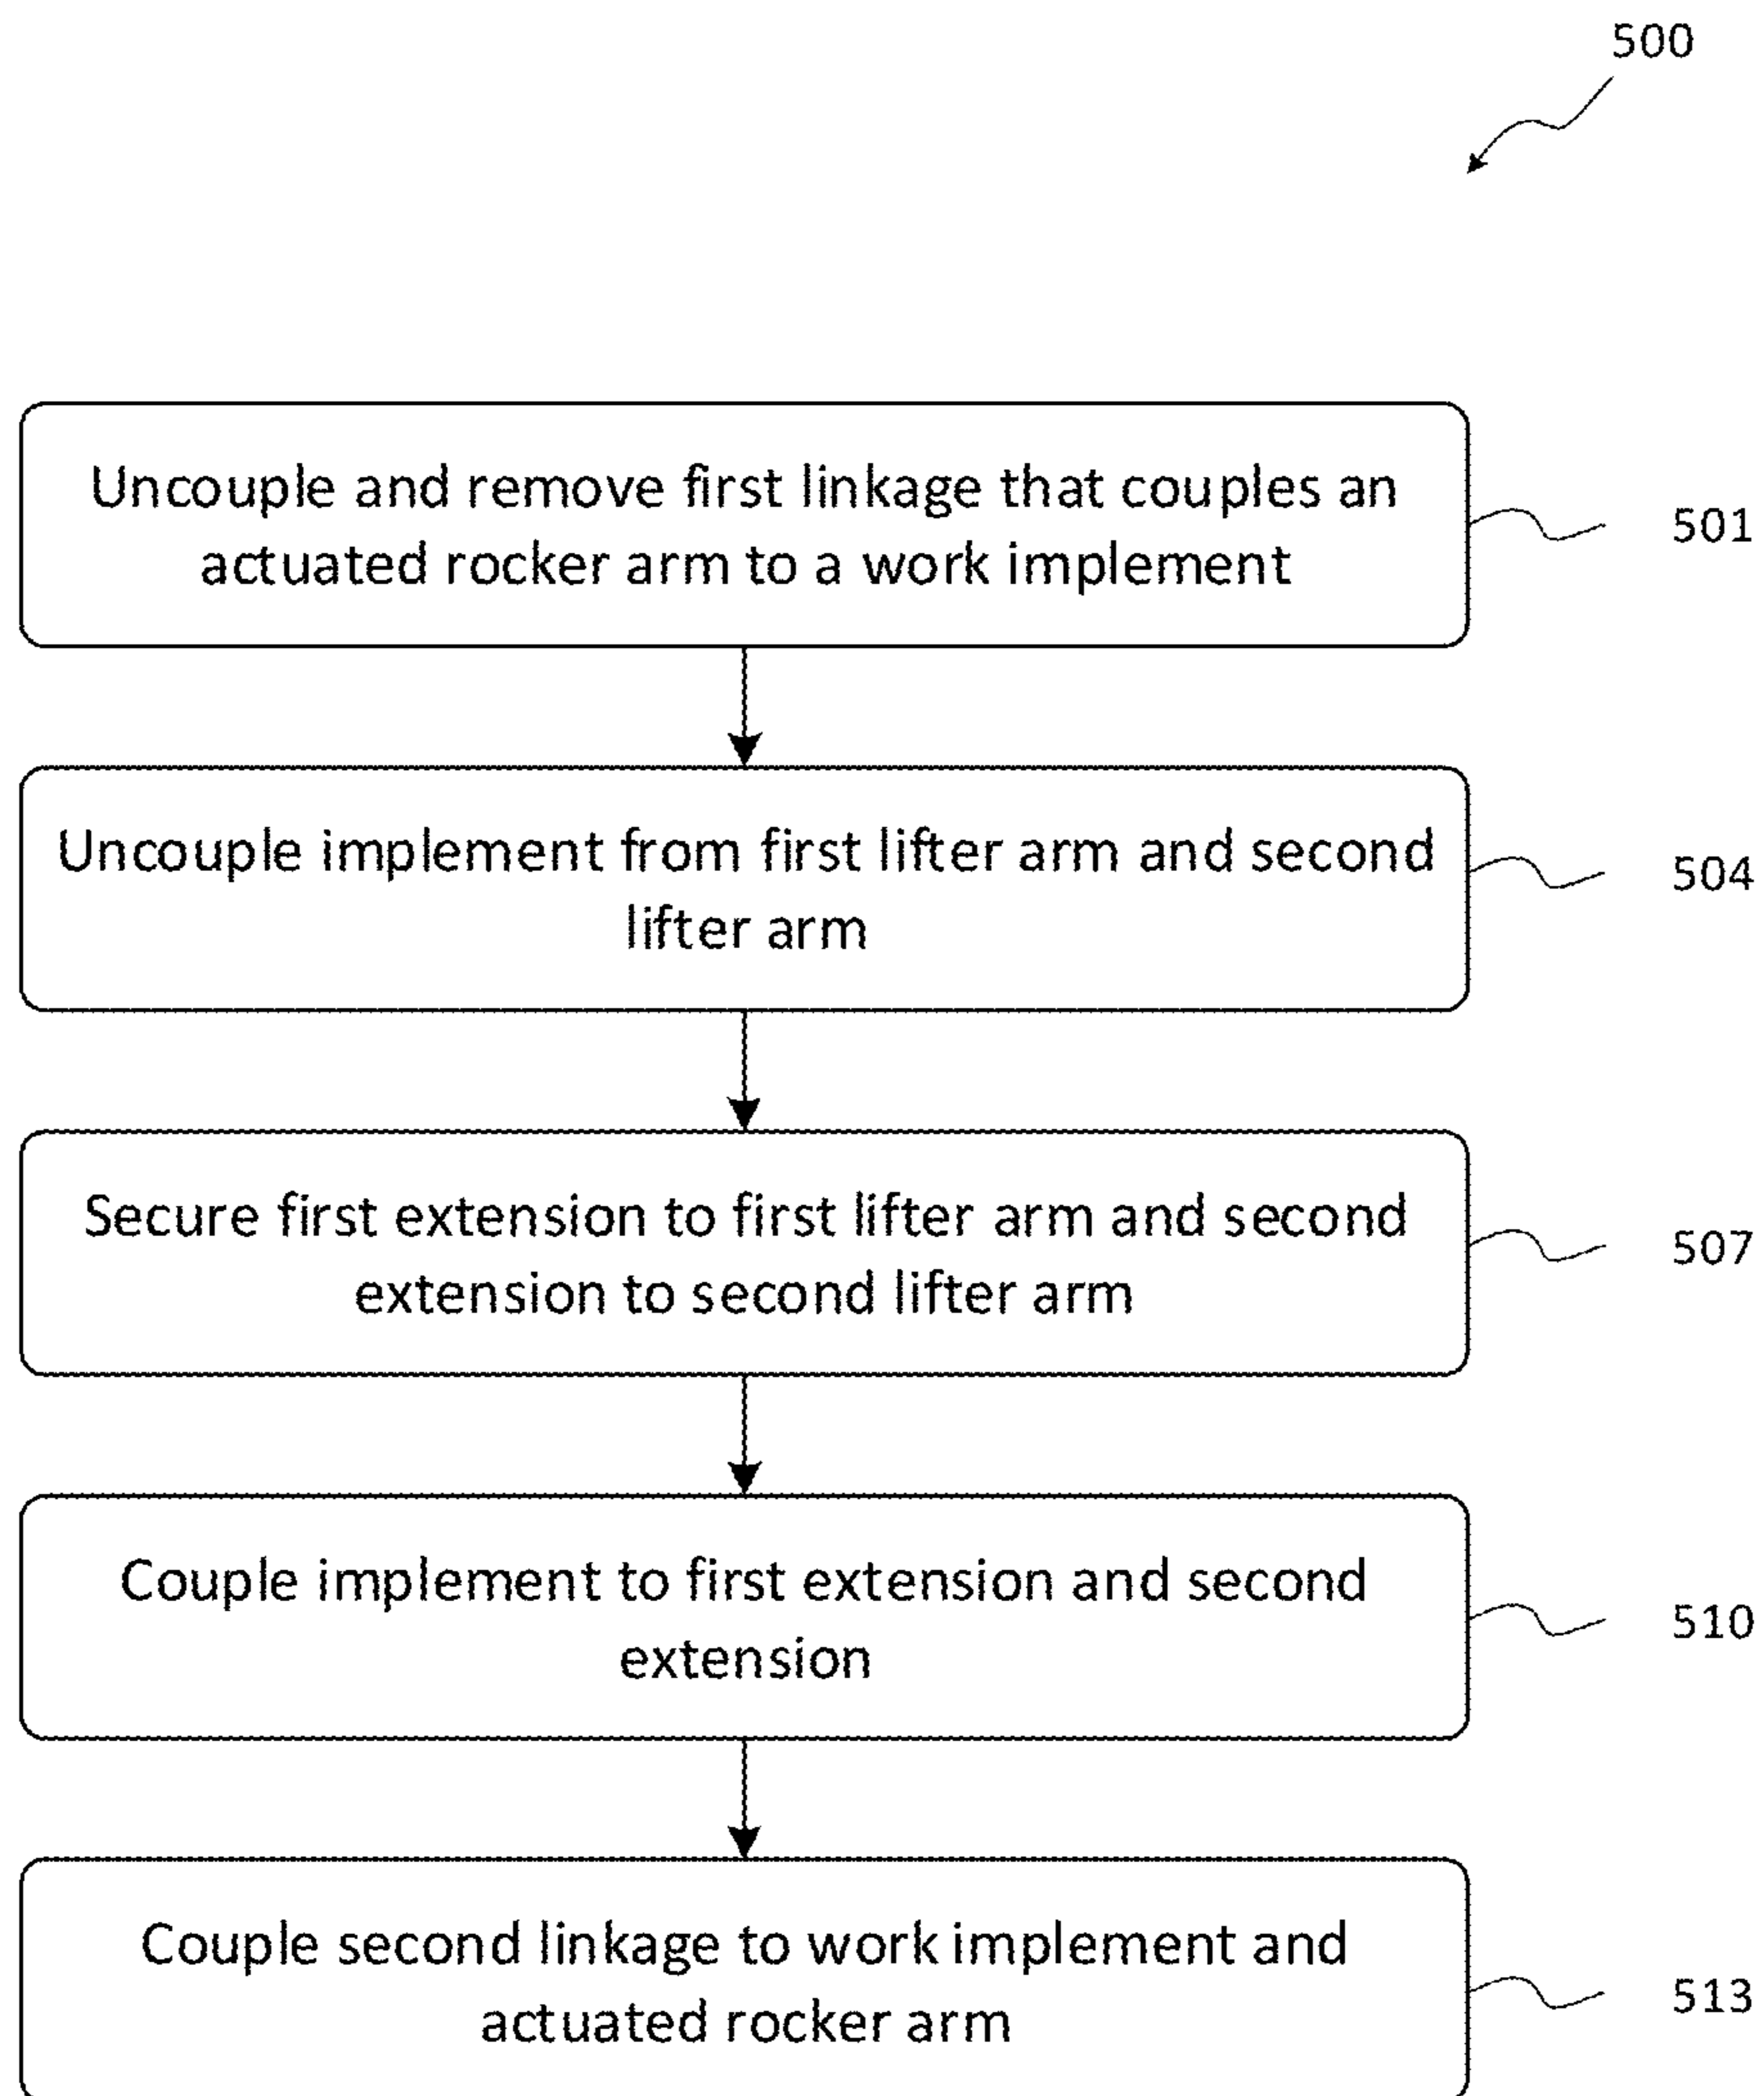 500
Uncouple and remove first linkage that couples an
actuated rocker arm to a work implement
501
Uncouple implement from first lifter arm and second
lifter arm
504
Secure first extension to first lifter arm and second
extension to second lifter arm
507
Couple implement to first extension and second
extension
510
Couple second linkage to work implement and
actuated rocker arm
513